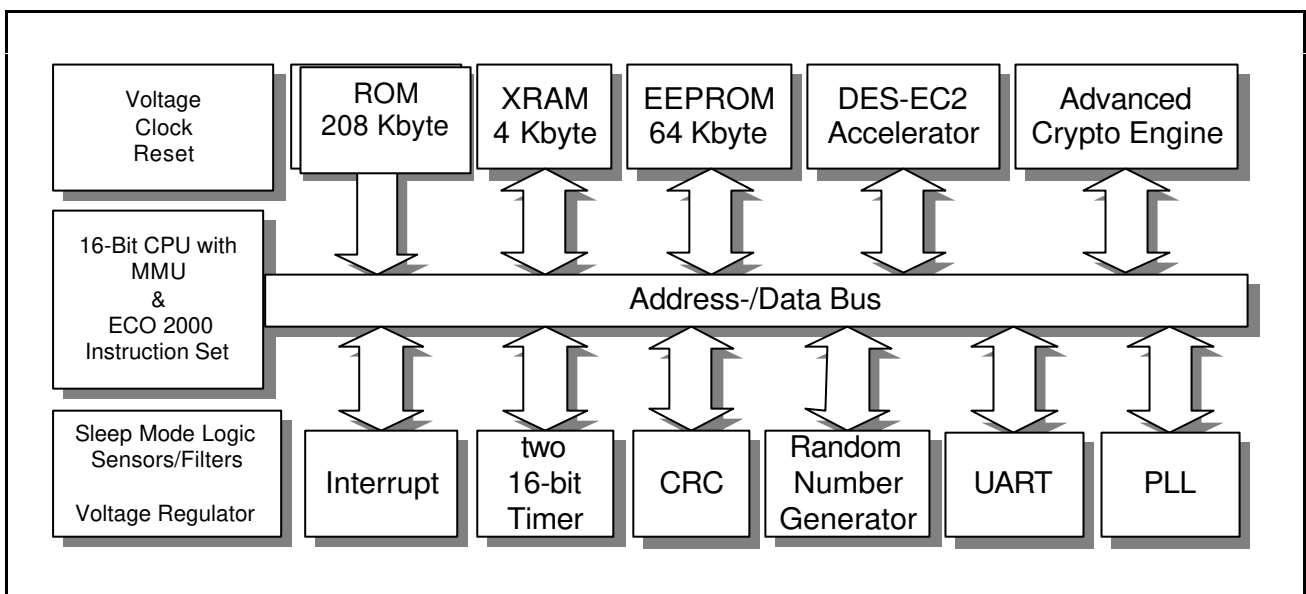 Voltage
Clock
Reset
ROM
208 Kbyte
XRAM
4 Kbyte
EEPROM
64 Kbyte
DES-EC2
Accelerator
Advanced
Crypto Engine
16-Bit CPU with
MMU
&
ECO 2000
Instruction Set
Address-/Data Bus
Sleep Mode Logic
Sensors/Filters
Voltage Regulator
Interrupt
two
16-bit
Timer
CRC
Random
Number
Generator
UART
PLL